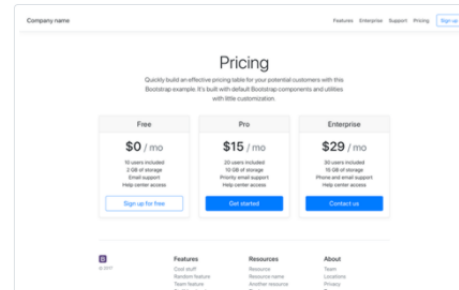 Company name
Features Enterprise Support Pricing Sign up
Pricing
Quickly build an effective pricing table for your potential customers with this
Bootstrap example. It's built with default Bootstrap components and utilities
with little customization.
Free
$0 / mo
10 users included
2 GB of storage
Email support
Help center access
Sign up for free
Pro
$15 / mo
20 users included
10 GB of storage
Priority email support
Help center access
Get started
Enterprise
$29 / mo
30 users included
15 GB of storage
Phone and email support
Help center access
Contact us
© 2017
Features
Cool stuff
Random feature
Team feature
Resources
Resource
Resource name
Another resource
About
Team
Locations
Privacy